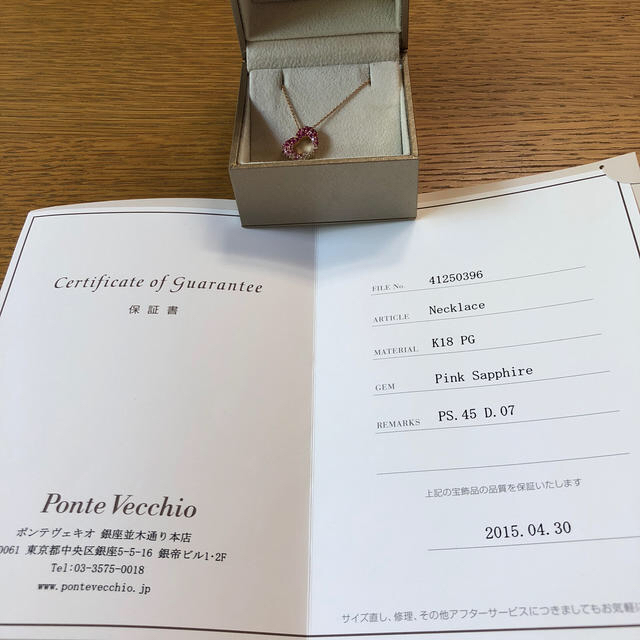 Certificate of Guarantee
保証書
Ponte Vecchio
ポンテヴェキオ 銀座並木通り本店
0061 東京都中央区銀座5-5-16 銀帝ビル1・2F
Tel:03-3575-0018
www.pontevecchio.jp
FILE No. 41250396
ARTICLE Necklace
MATERIAL K18 PG
GEM Pink Sapphire
REMARKS PS.45 D.07
上記の宝飾品の品質を保証いたします
2015.04.30
サイズ直し、修理、その他アフターサービスにつきましてもお気軽に